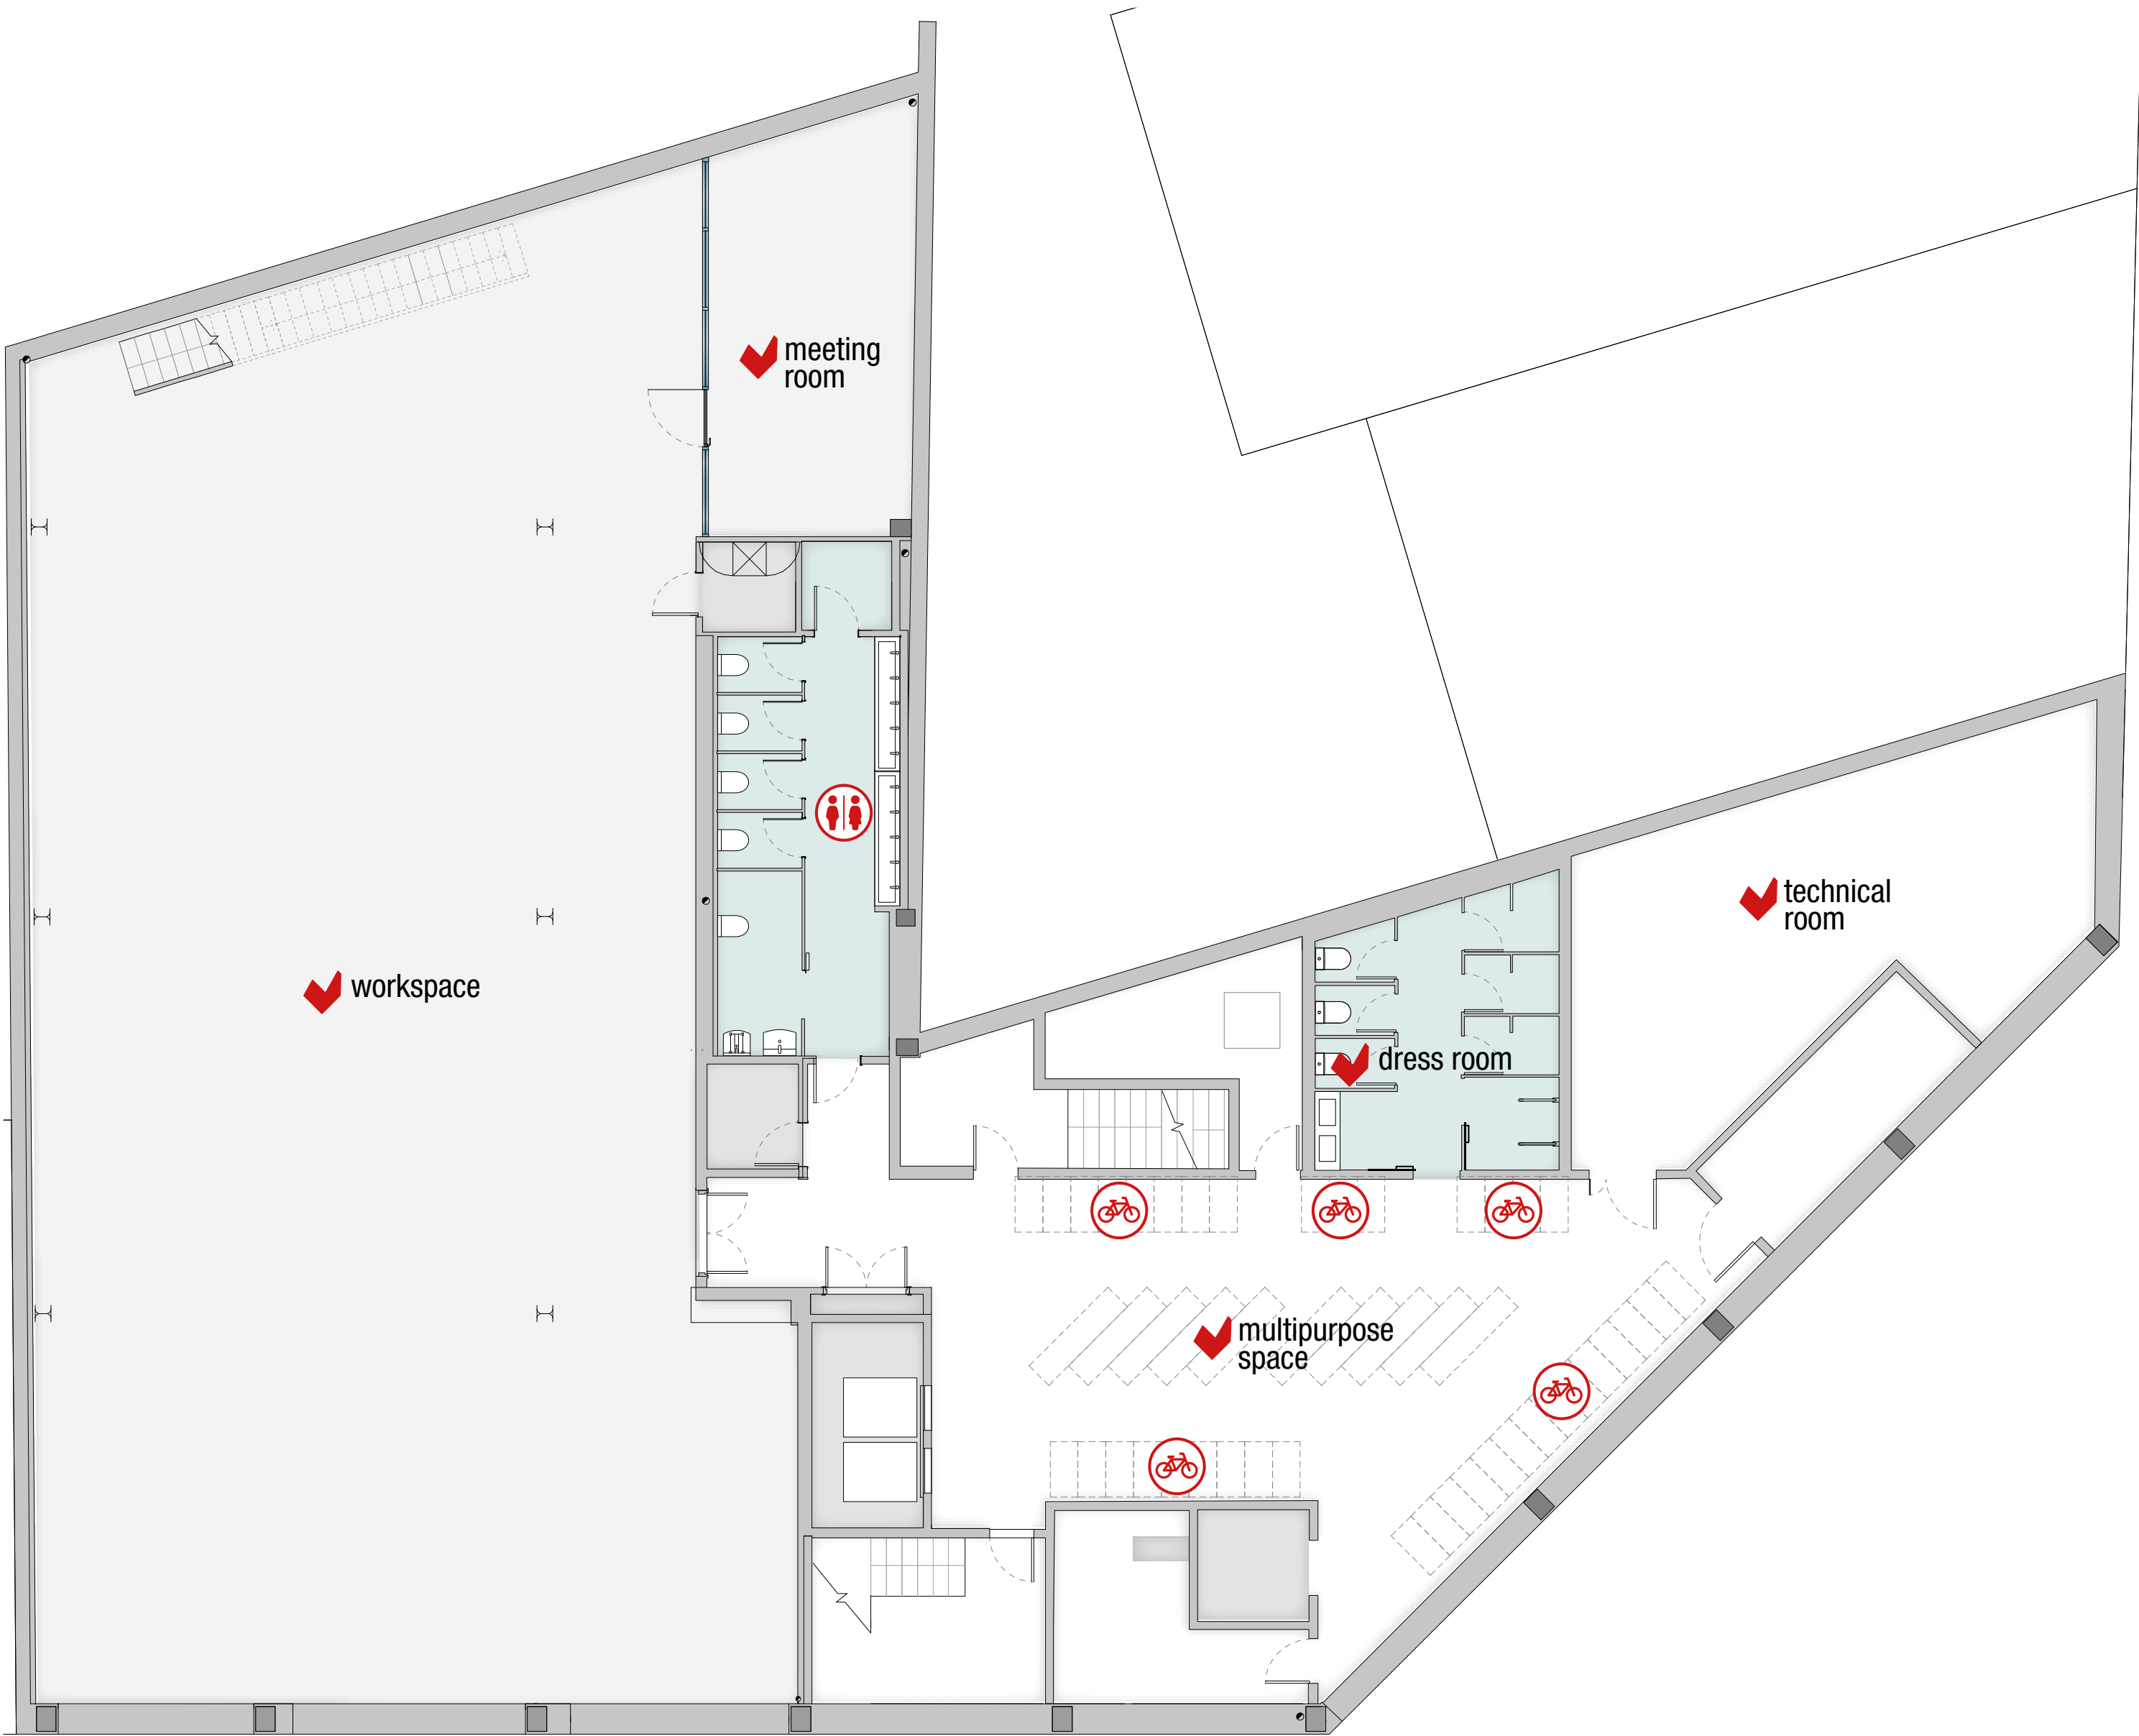 meeting
room
technical
room
workspace
dress room
multipurpose
space